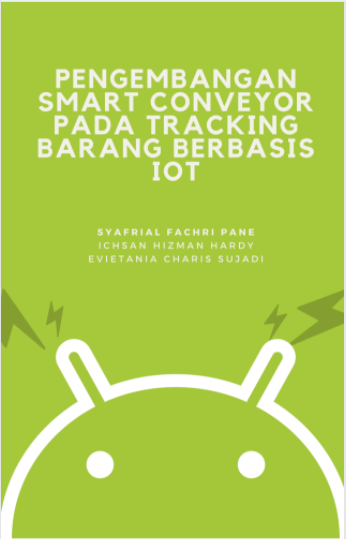 PENGEMBANGAN
SMART CONVEYOR
PADA TRACKING
BARANG BERBASIS
IOT
SYAFRIAL FACHRI PANE
ICHSAN HIZMAN HARDY
EVIETANIA CHARIS SUJADI